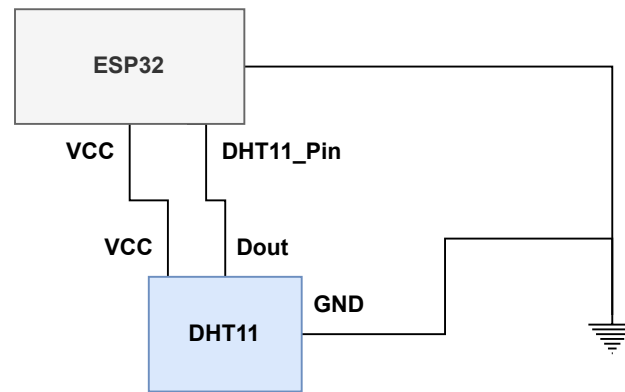 ESP32
VCC
DHT11_Pin
VCC
Dout
GND
DHT11